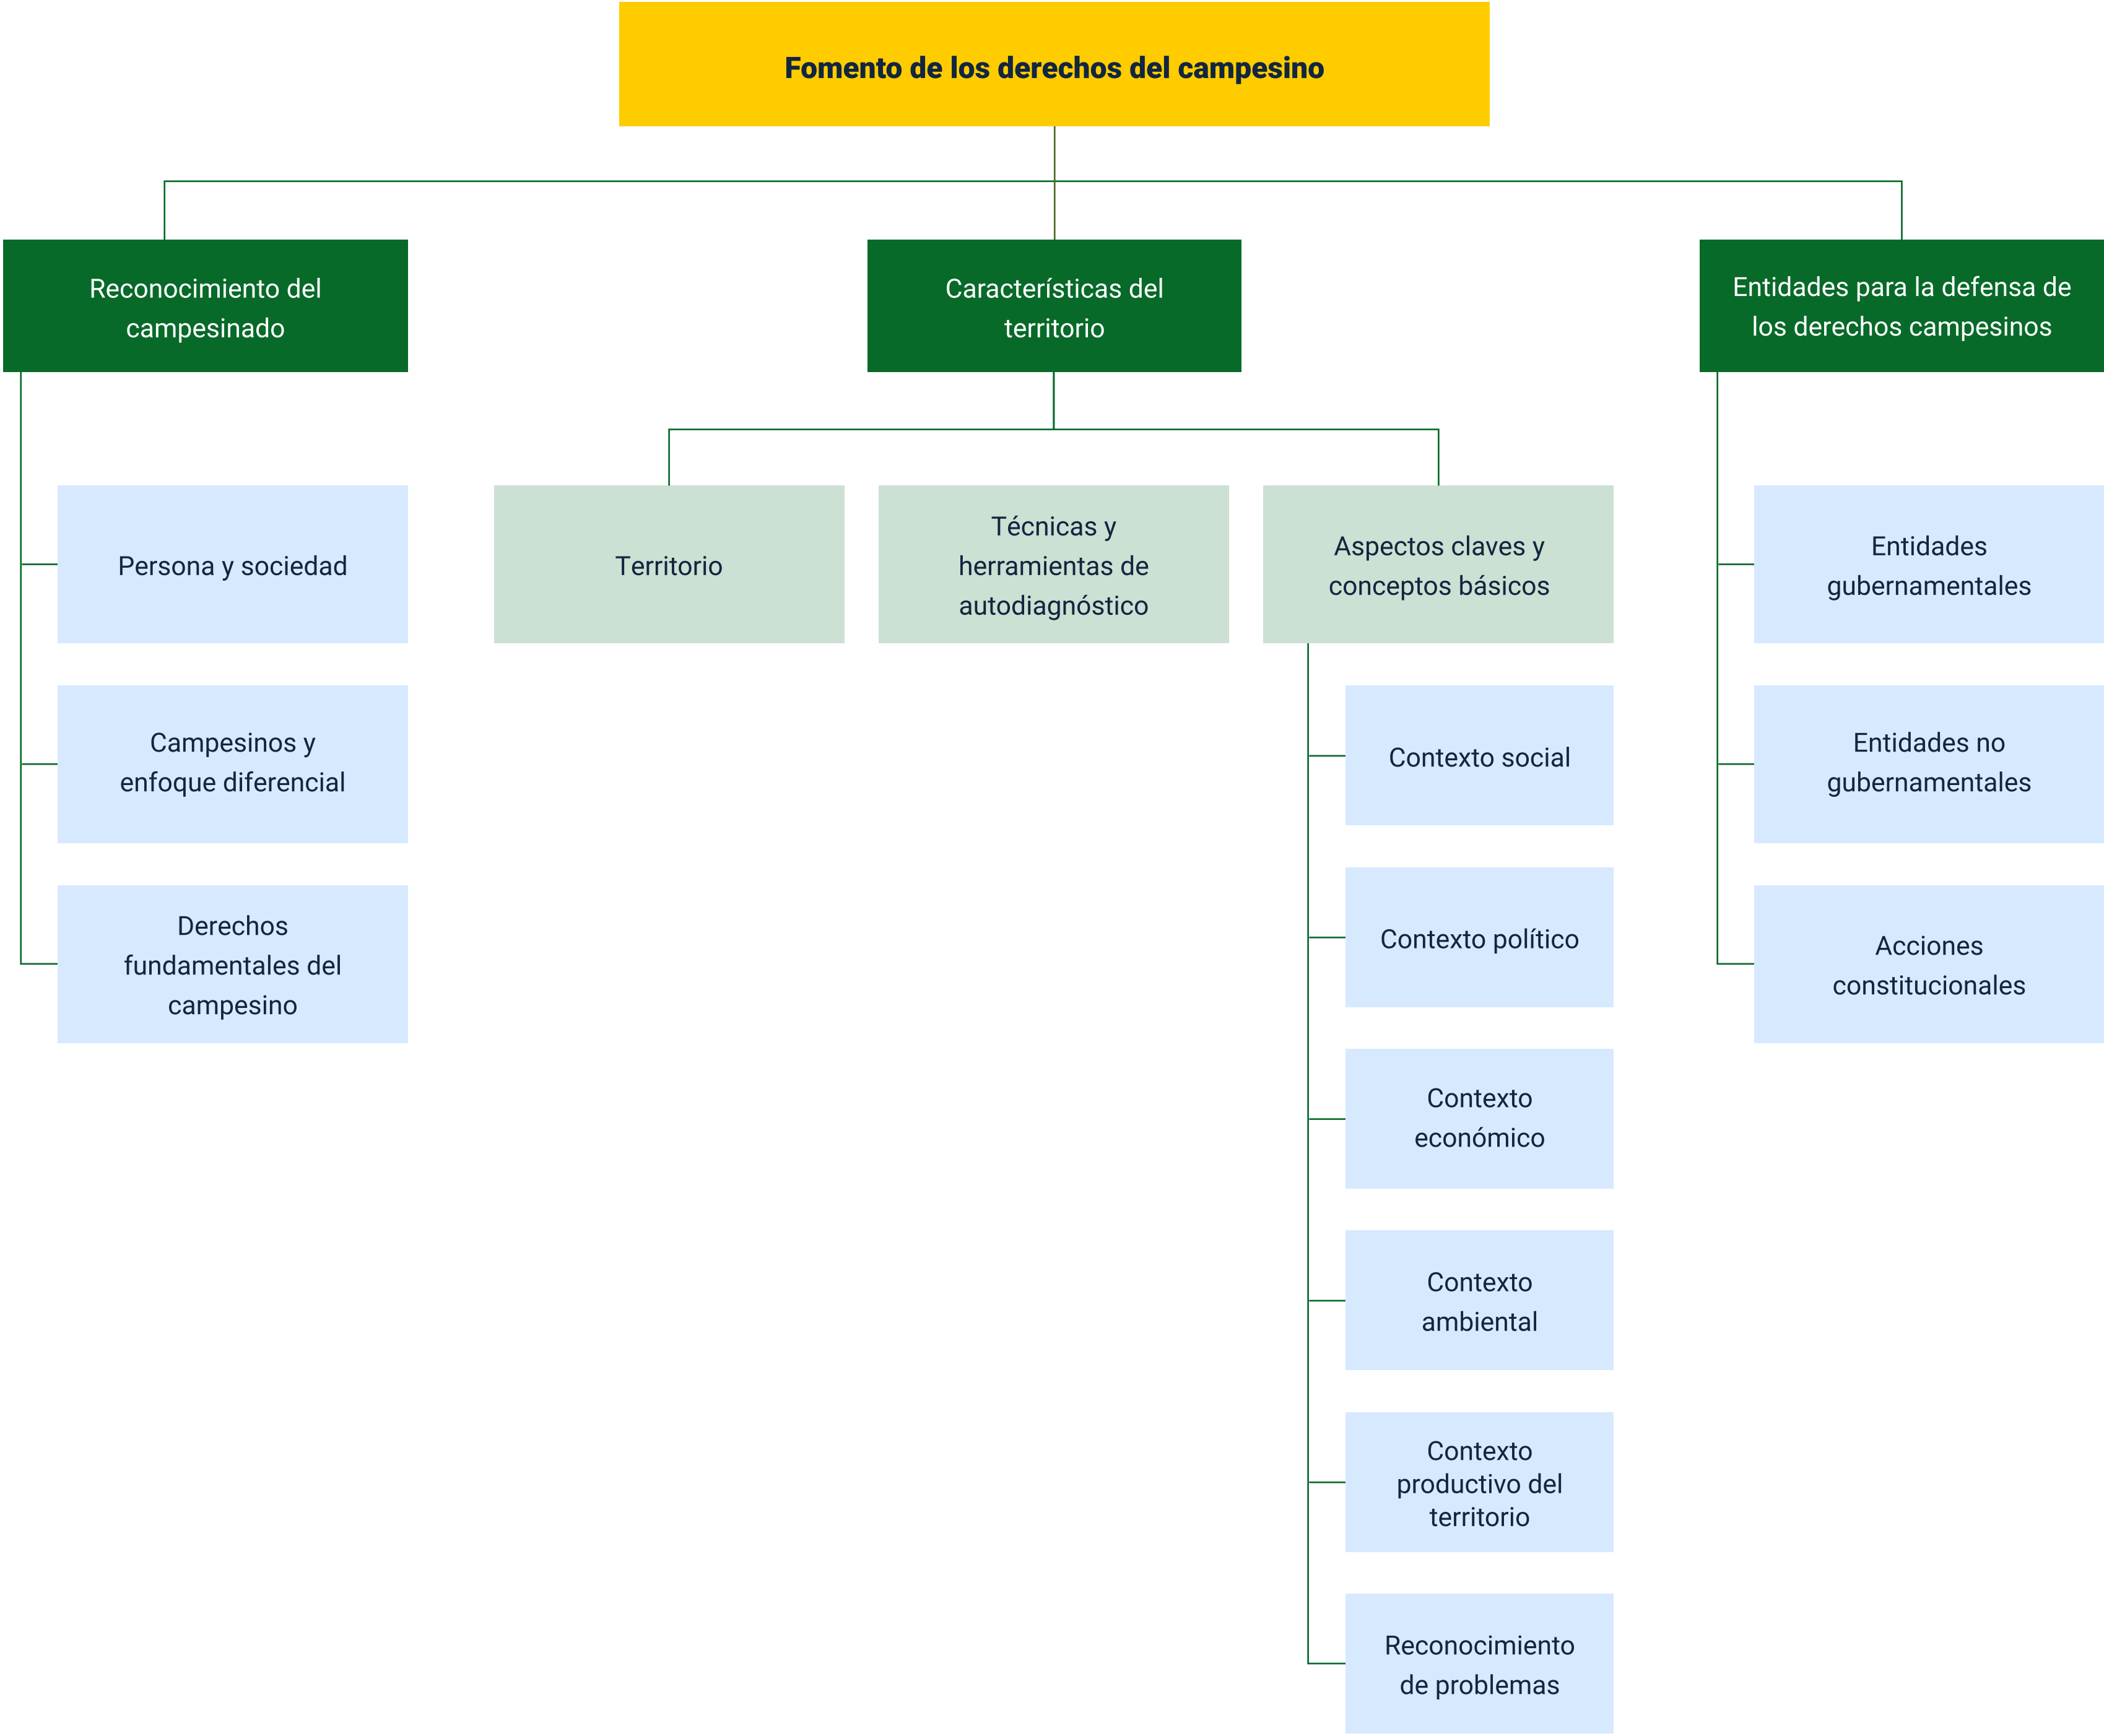 Fomento de los derechos del campesino
Reconocimiento del
campesinado
Persona y sociedad
Campesinos y
enfoque diferencial
Derechos
fundamentales del
campesino
Características del
territorio
Territorio
Técnicas y
herramientas de
autodiagnóstico
Aspectos claves y
conceptos básicos
Contexto social
Contexto político
Contexto
económico
Contexto
ambiental
Contexto
productivo del
territorio
Reconocimiento
de problemas
Entidades para la defensa de
los derechos campesinos
Entidades
gubernamentales
Entidades no
gubernamentales
Acciones
constitucionales